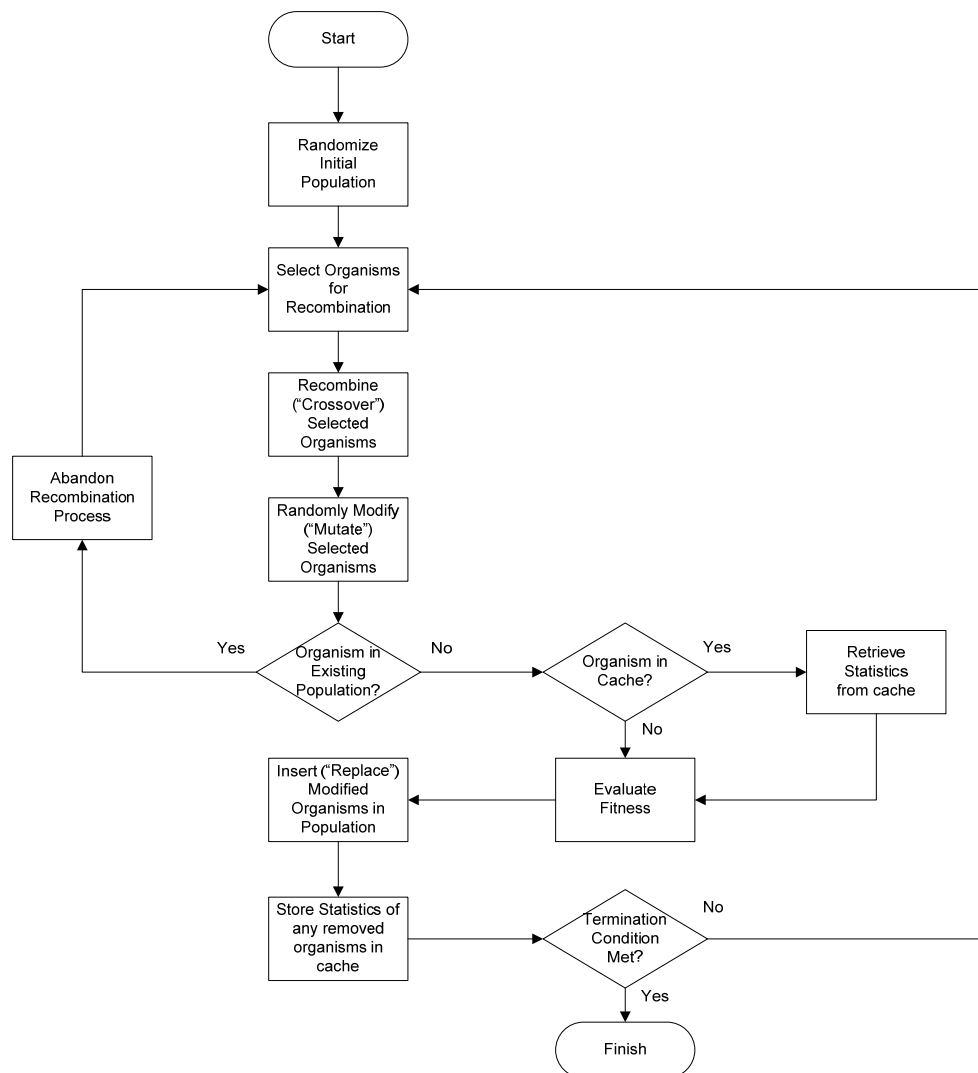 Start
Randomize
Initial
Population
Select Organisms
for
Recombination
Recombine
(“Crossover”)
Selected
Organisms
Abandon
Recombination
Process
Randomly Modify
(“Mutate”)
Selected
Organisms
Yes
Organism in
Existing
Population?
No
Organism in
Cache?
Yes
Retrieve
Statistics
from cache
No
Insert (“Replace”)
Modified
Organisms in
Population
Evaluate
Fitness
Store Statistics of
any removed
organisms in
cache
Termination
Condition
Met?
No
Yes
Finish